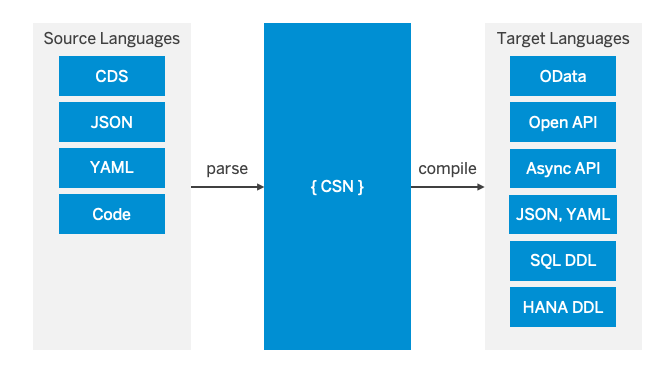 Source Languages
CDS
JSON
YAML
Code
parse
{ CSN }
compile
Target Languages
OData
Open API
Async API
JSON, YAML
SQL DDL
HANA DDL